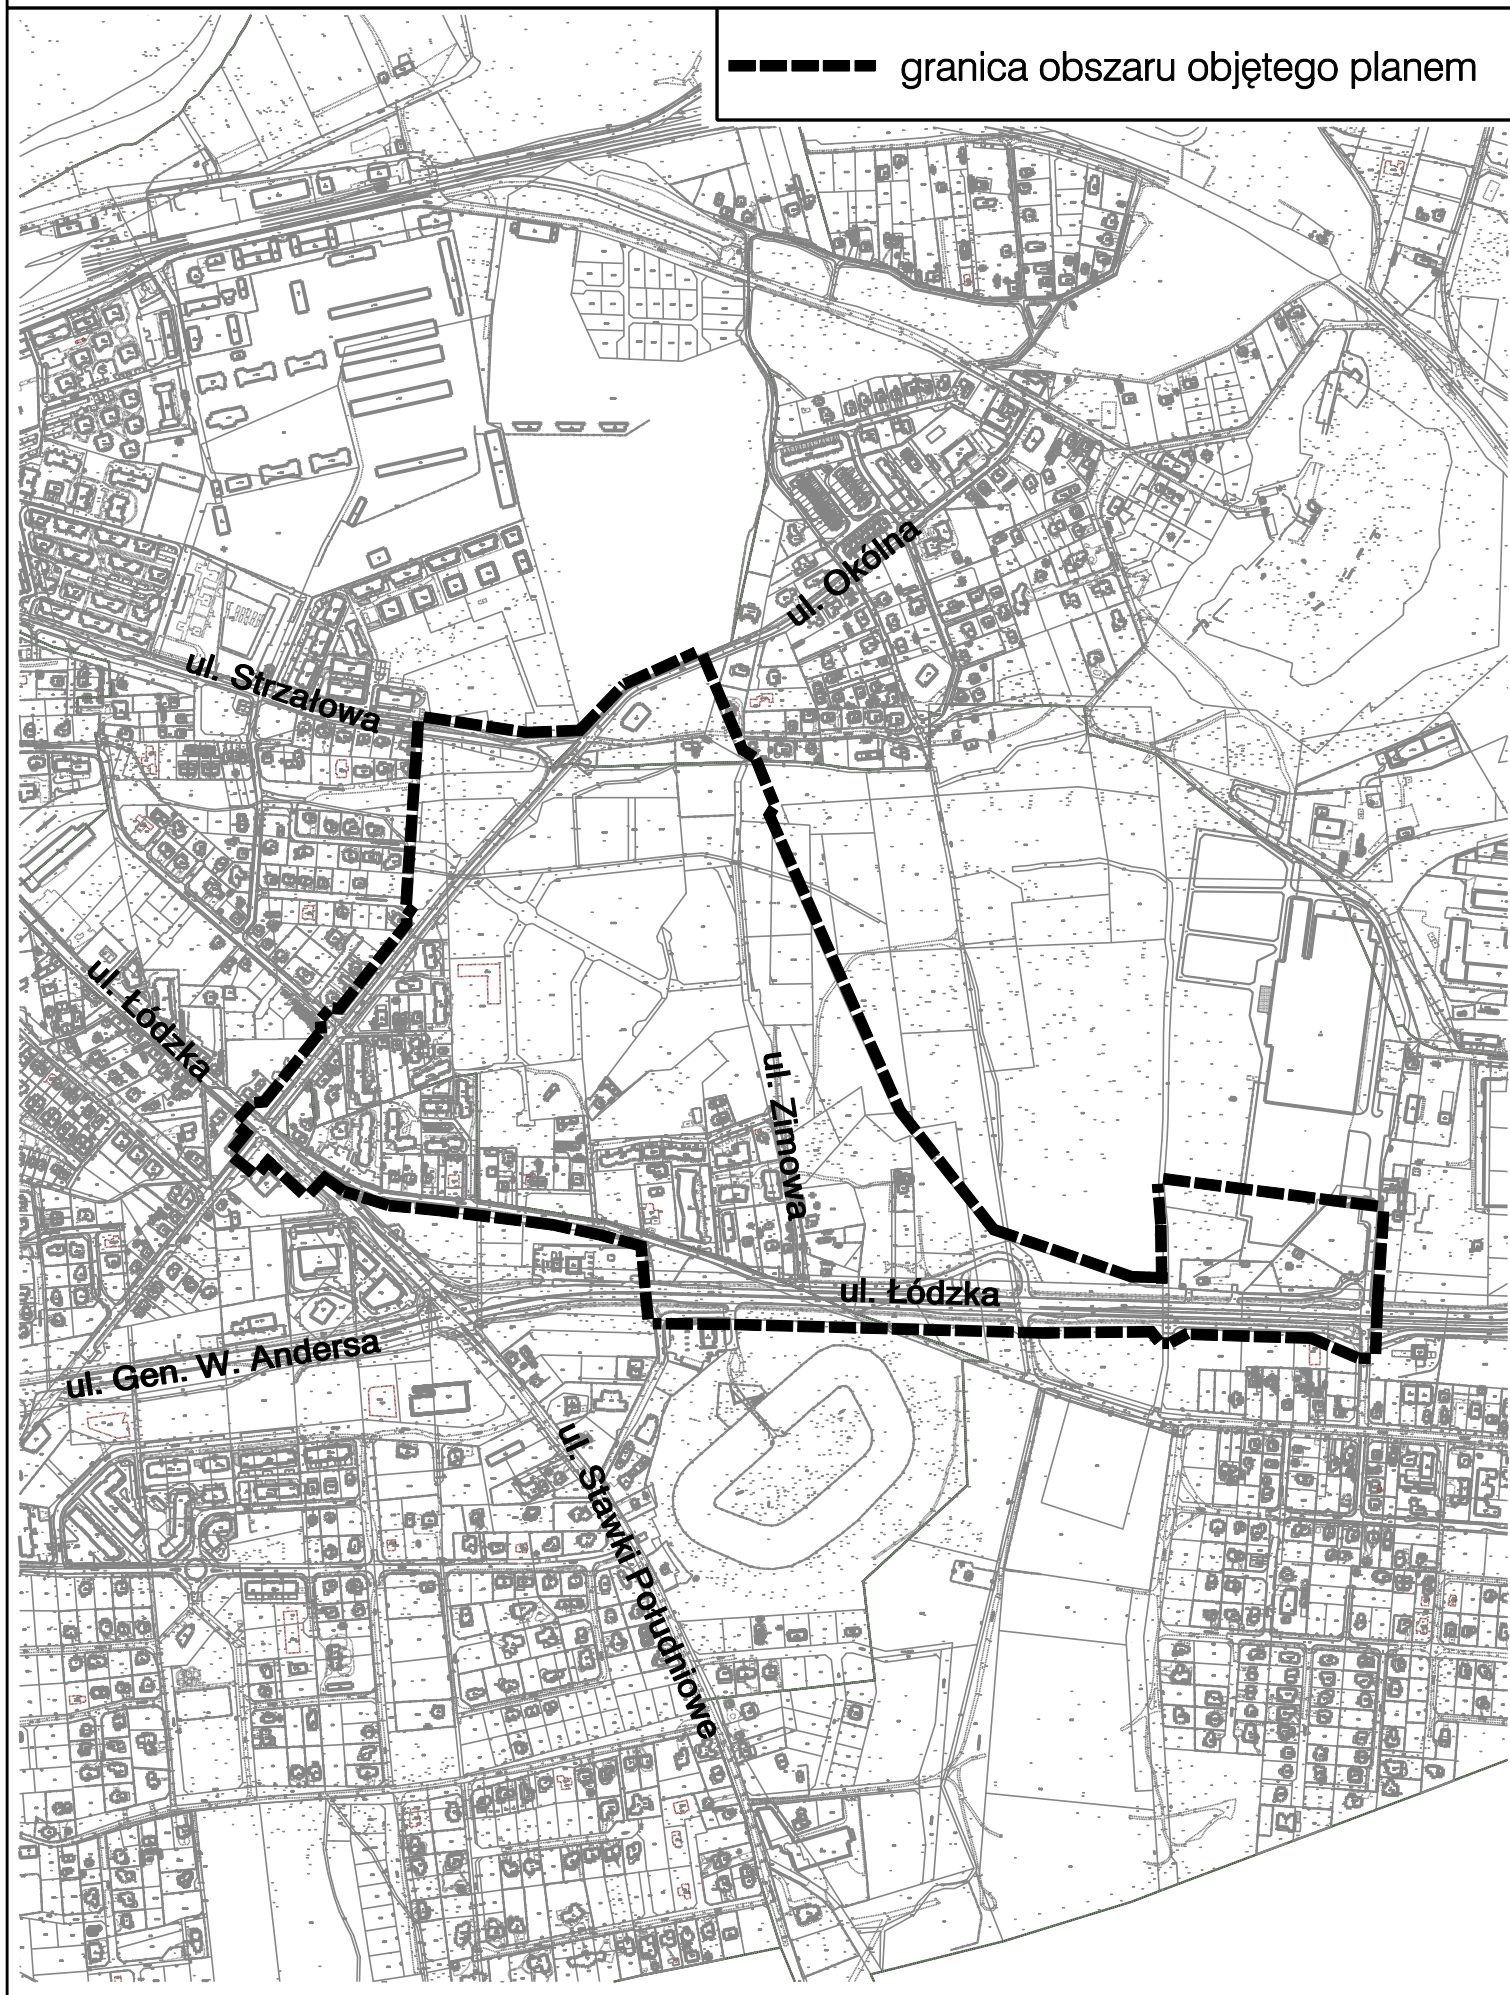 granica obszaru objętego planem
ul. Okólna
ul. Strzałowa
ul. Łódzka
ul. Zimowa
ul. Łódzka
ul. Gen. W. Andersa
ul. Stawki Południowe